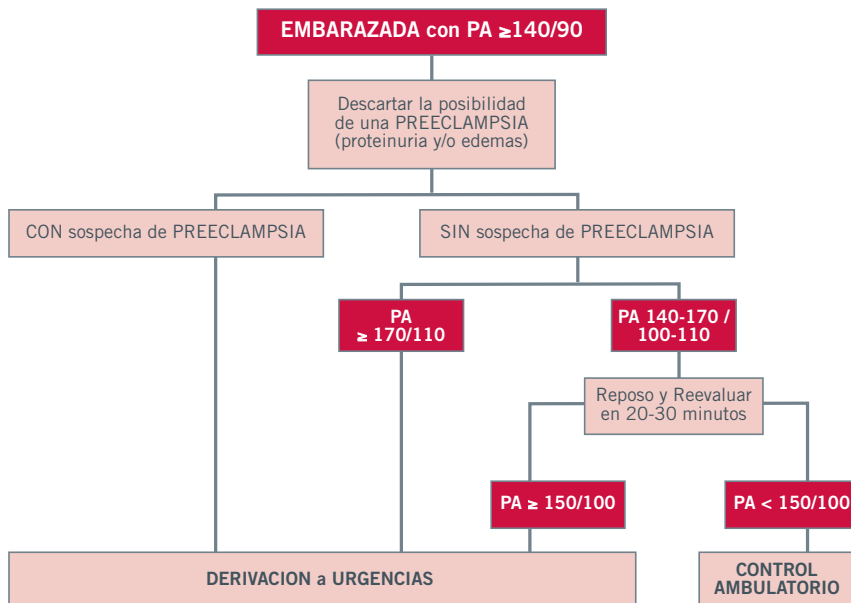 EMBARAZADA con PA ≥140/90
Descartar la posibilidad
de una PREECLAMPSIA
(proteinuria y/o edemas)
CON sospecha de PREECLAMPSIA
SIN sospecha de PREECLAMPSIA
PA
≥ 170/110
PA 140-170 /
100-110
Reposo y Reevaluar
en 20-30 minutos
PA ≥ 150/100
PA < 150/100
DERIVACION a URGENCIAS
CONTROL
AMBULATORIO